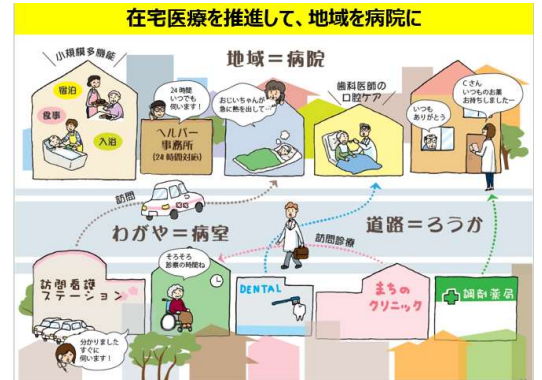 在宅医療を推進して、地域を病院に
小規模多機能
宿泊
食事
入浴
24時間
いつでも
伺います！
ヘルパー
事務所
(24時間対応)
地域＝病院
おじいちゃんが
急に熱を出して…
歯科医師の
口腔ケア
Cさん
いつものお薬
お持ちしました―
いつも
ありがとう
訪問
わがや＝病室
訪問診療
道路＝ろうか
訪問看護
ステーション
分かりました
すぐに
伺います！
そろそろ
診察の時間ね
DENTAL
まちの
クリニック
調剤薬局